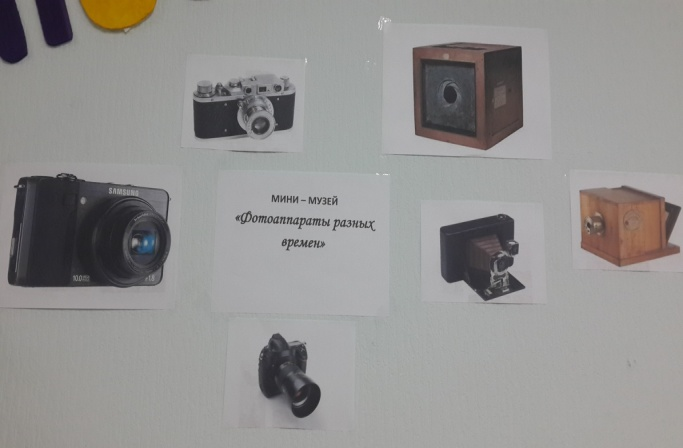 МИНИ – МУЗЕЙ
«Фотоаппараты разных
времен»
SAMSUNG